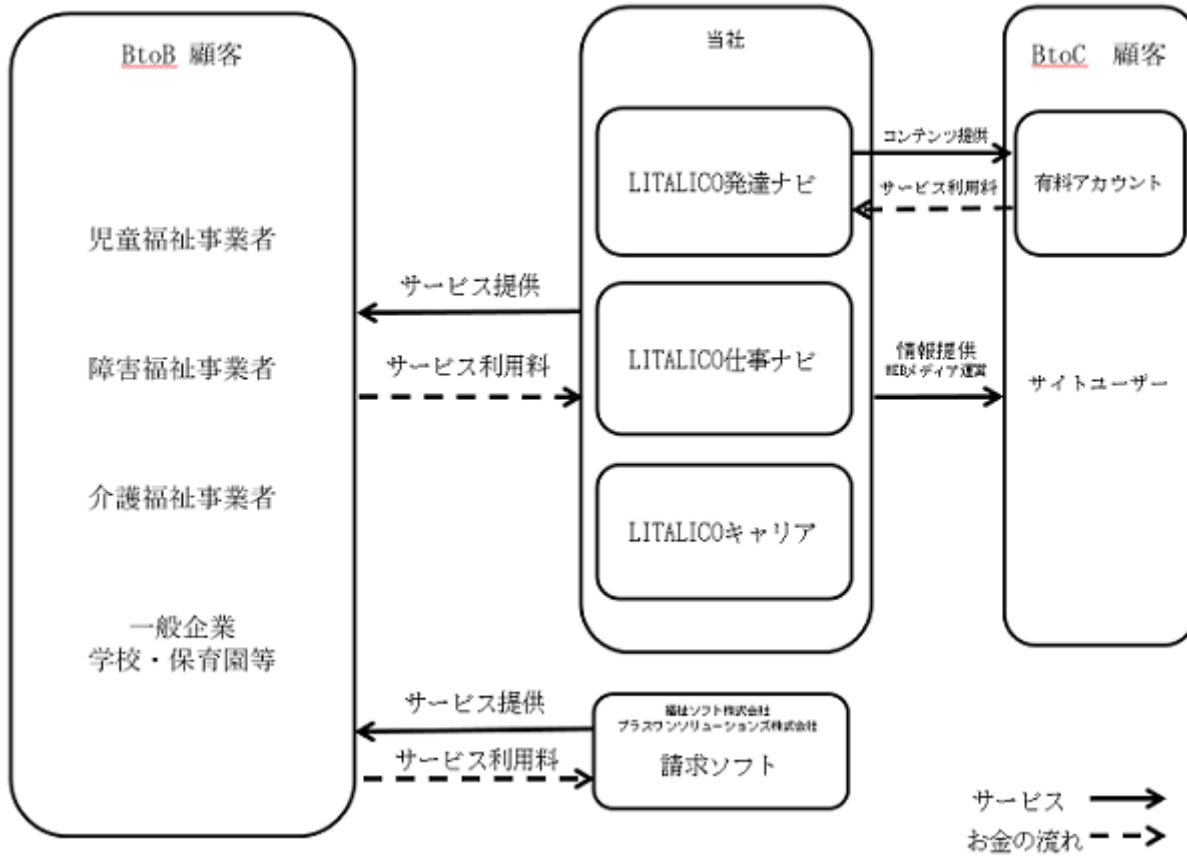 BtoB 顧客
児童福祉事業者
障害福祉事業者
介護福祉事業者
一般企業
学校・保育園等
サービス提供
サービス利用料
サービス提供
サービス利用料
当社
LITALICO発達ナビ
LITALICO仕事ナビ
LITALICOキャリア
福祉ソフト株式会社
プラスワンソリューションズ株式会社
請求ソフト
コンテンツ提供
サービス利用料
情報提供
WEBメディア運営
BtoC 顧客
有料アカウント
サイトユーザー
サービス
お金の流れ